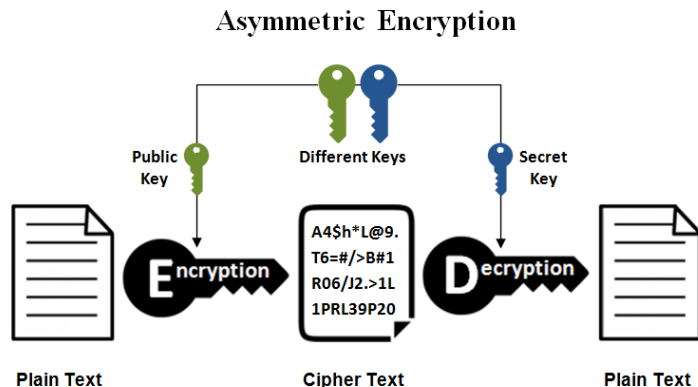 Asymmetric Encryption
Public
Key
Different Keys
Secret
Key
Encryption
A4$h*L@9.
T6=#/>B#1
R06/J2.>1L
1PRL39P20
Decryption
Plain Text
Cipher Text
Plain Text